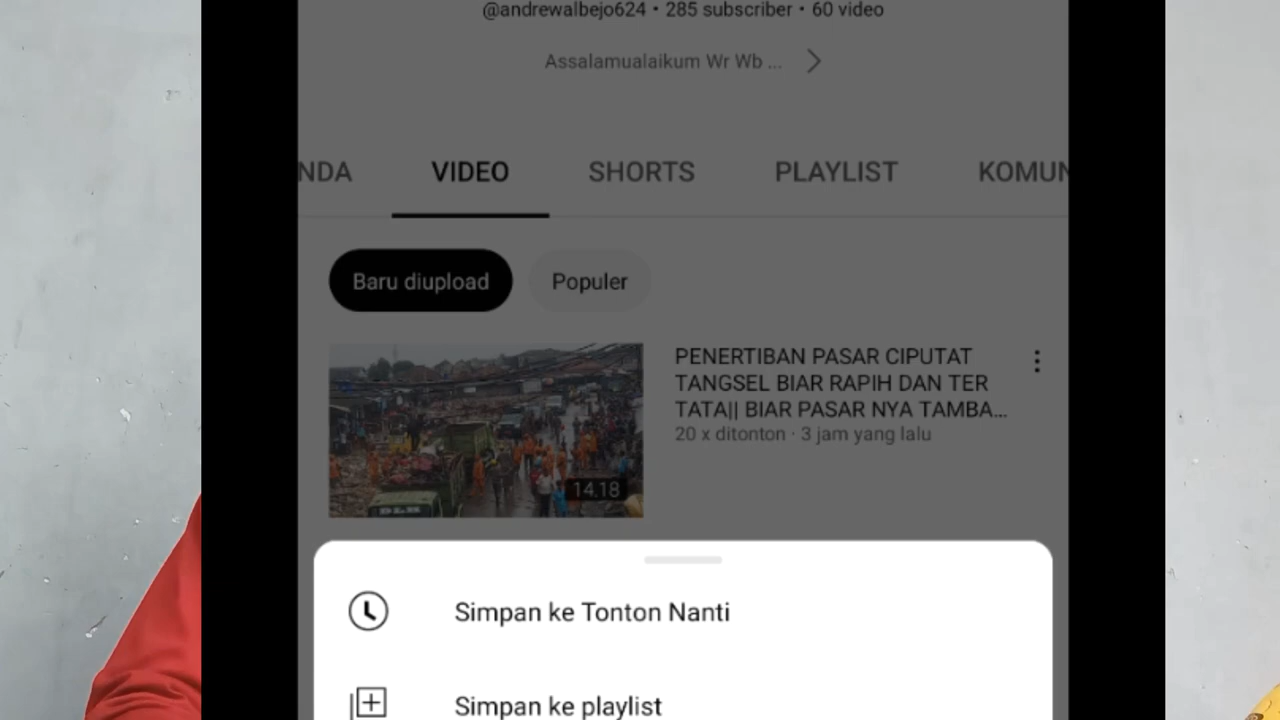 @andrewalbejo624 • 285 subscriber • 60 video
Assalamualaikum Wr Wb ...
NDA VIDEO SHORTS PLAYLIST KOMUN
Baru diupload Populer
PENERTIBAN PASAR CIPUTAT
TANGSEL BIAR RAPIH DAN TER
TATA|| BIAR PASAR NYA TAMBA...
20 x ditonton · 3 jam yang lalu
14.18
Simpan ke Tonton Nanti
Simpan ke playlist